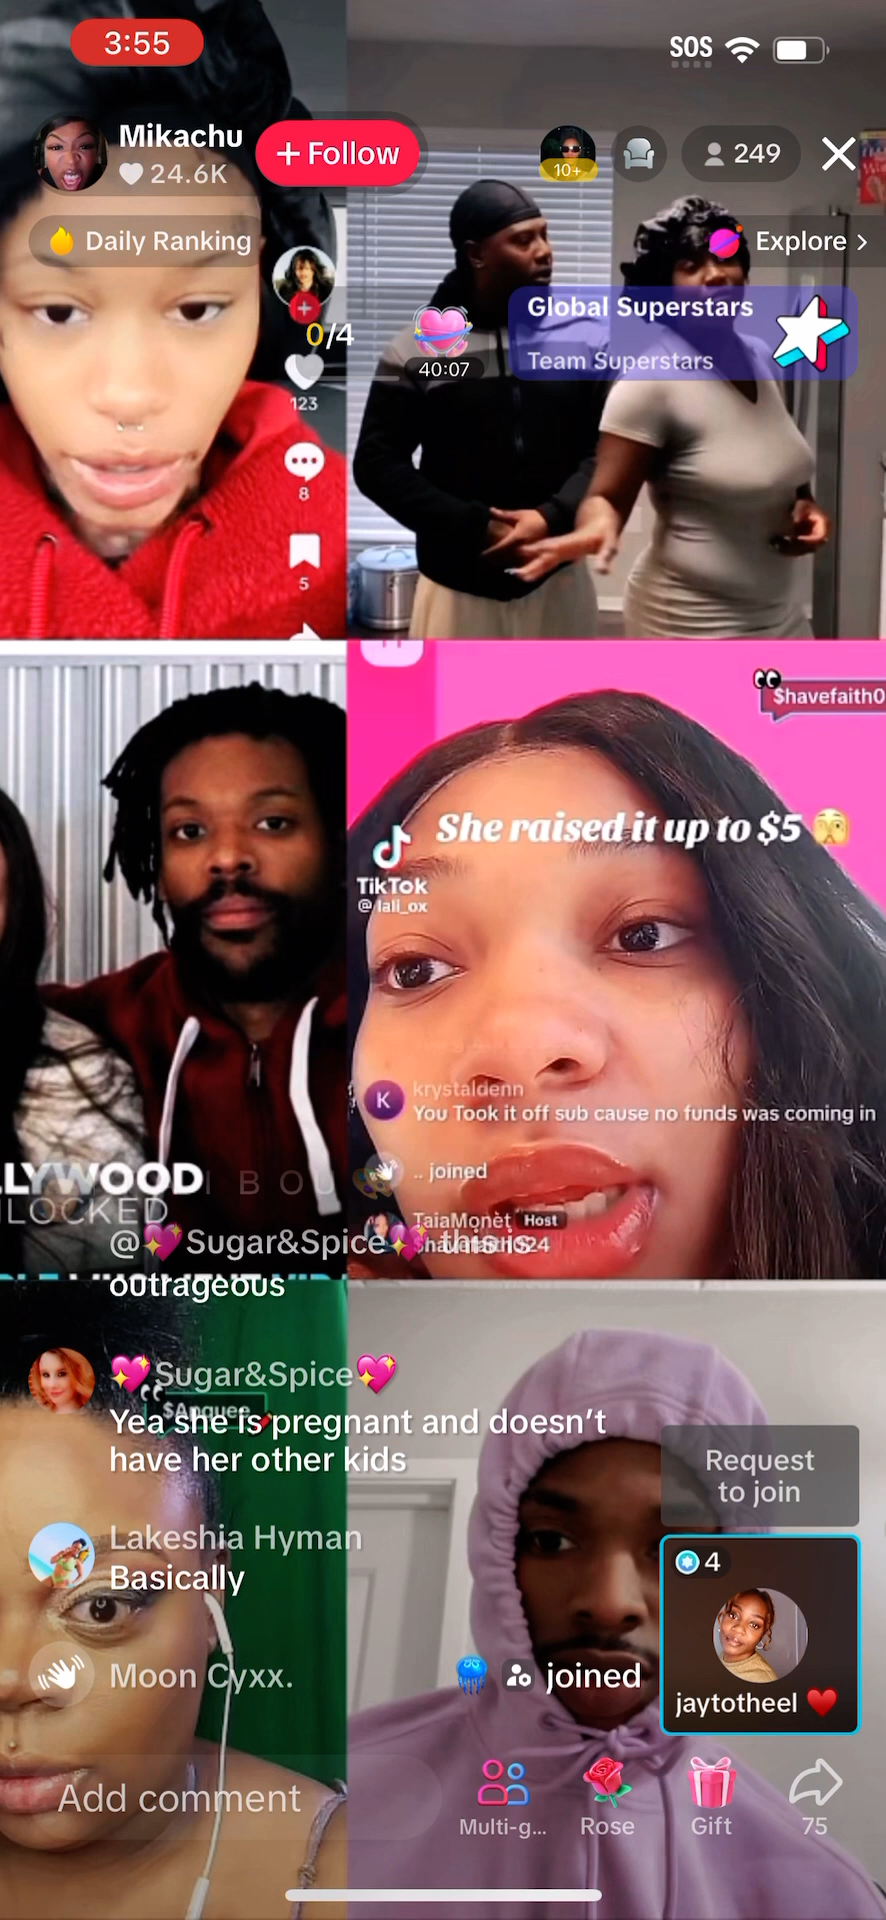 3:55
SOS
Mikachu
24.6K
+ Follow
10+
249
Daily Ranking
Explore >
0/4
123
8
5
40:07
Global Superstars
Team Superstars
$havefaith0
She raised it up to $5
TikTok
@lali_ox
krystaldenn
K
You Took it off sub cause no funds was coming in
.. joined
TaiaMonèt Host
LLYWOOD
NLOCKED
I B O U
@💖Sugar&Spice💖 this is
outrageous
💖Sugar&Spice💖
Yea she is pregnant and doesn't
have her other kids
Lakeshia Hyman
Basically
Moon Cyxx.
joined
Request
to join
4
jaytotheel ❤️
Add comment
Multi-g...
Rose
Gift
75